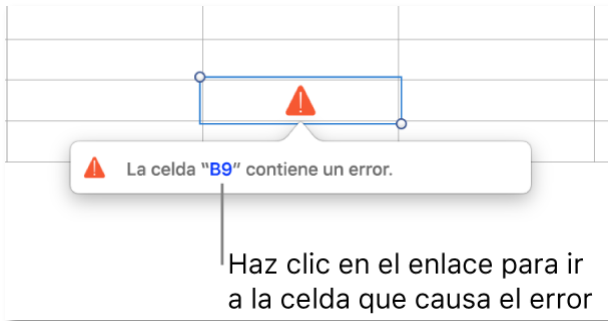 La celda “B9” contiene un error.
Haz clic en el enlace para ir
a la celda que causa el error